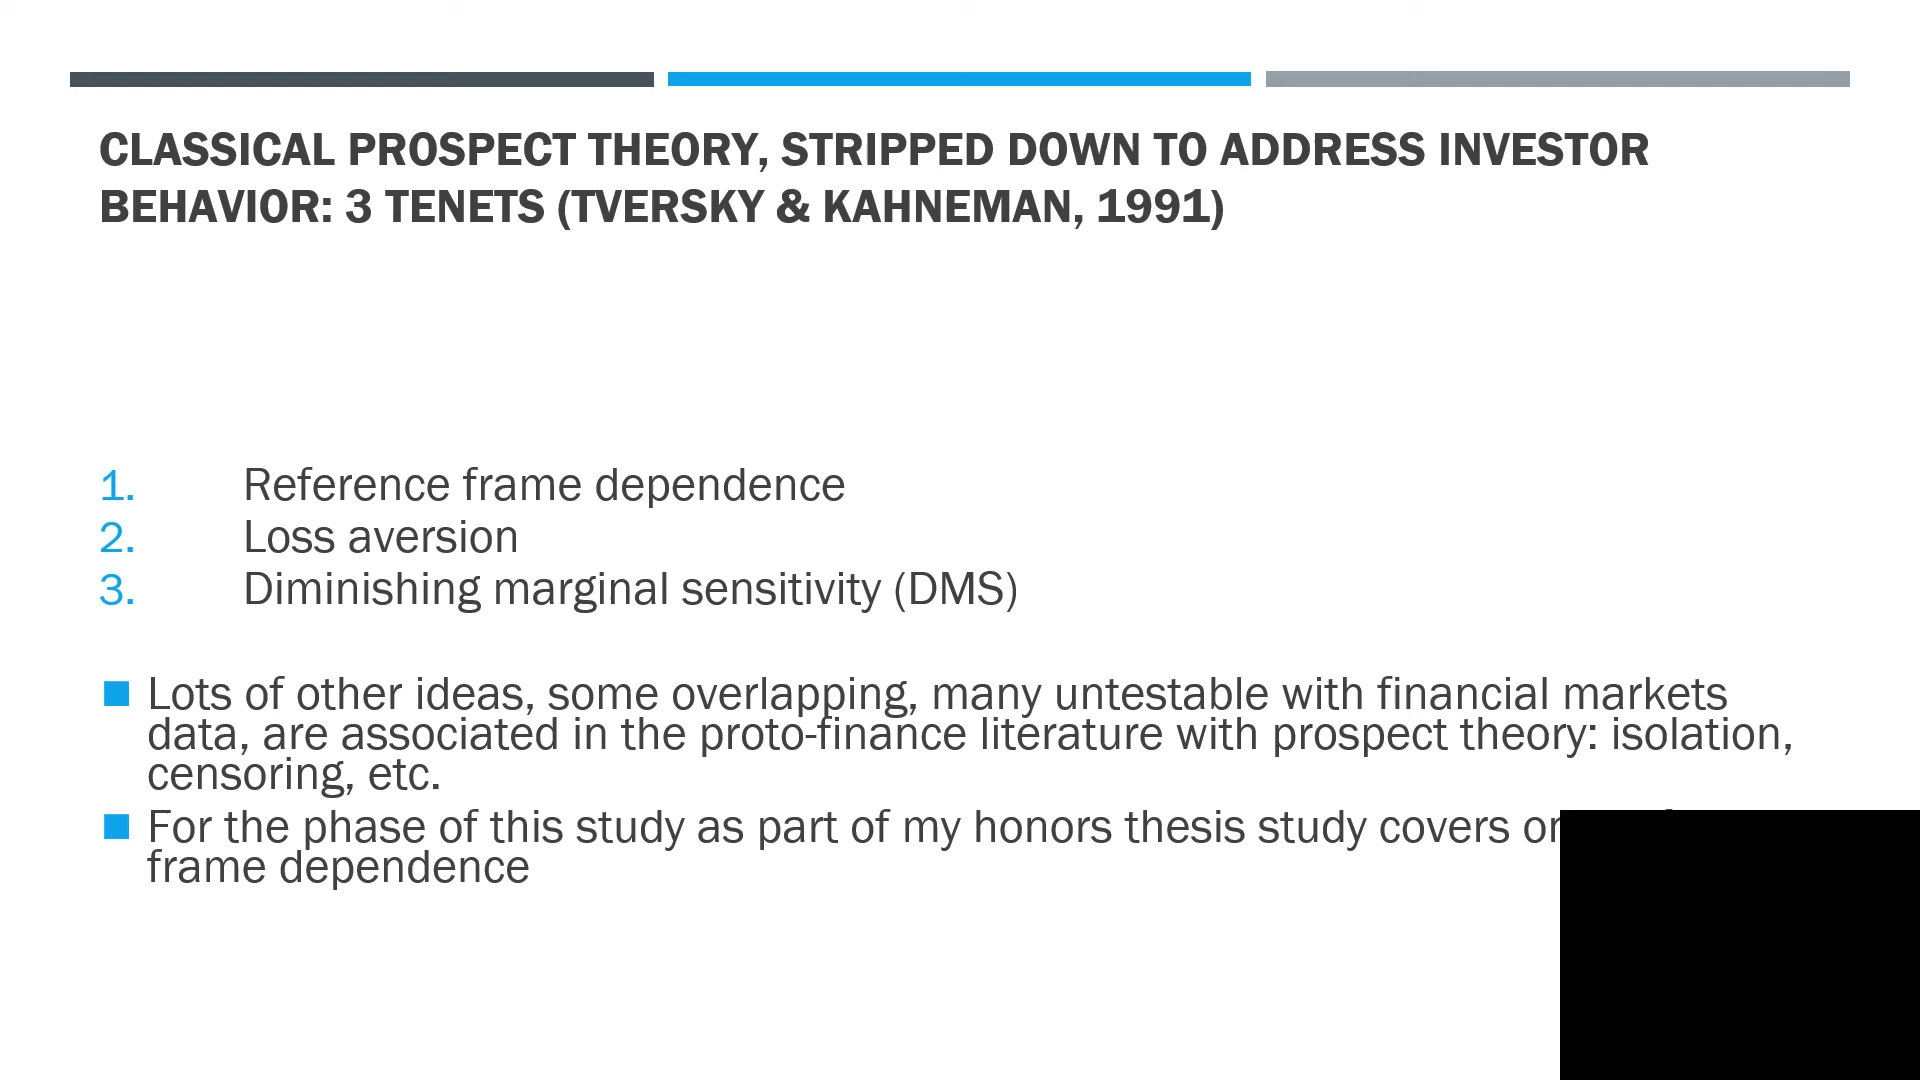 CLASSICAL PROSPECT THEORY, STRIPPED DOWN TO ADDRESS INVESTOR
BEHAVIOR: 3 TENETS (TVERSKY & KAHNEMAN, 1991)
1. Reference frame dependence
2. Loss aversion
3. Diminishing marginal sensitivity (DMS)
Lots of other ideas, some overlapping, many untestable with financial markets
data, are associated in the proto-finance literature with prospect theory: isolation,
censoring, etc.
For the phase of this study as part of my honors thesis study covers
frame dependence